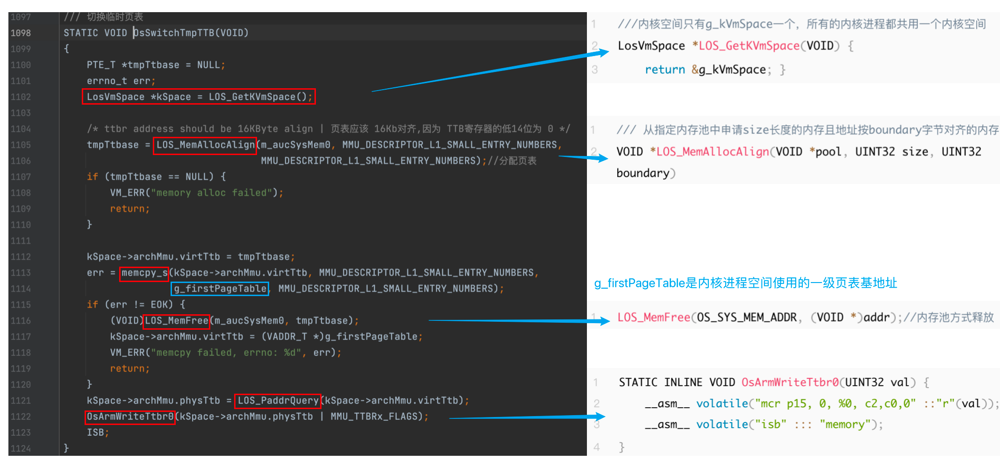 1097 /// 切换临时页表
1098 STATIC VOID OsSwitchTmpTTB(VOID)
1099 {
1100 PTE_T *tmpTtbase = NULL;
1101 errno_t err;
1102 LosVmSpace *kSpace = LOS_GetKVmSpace();
1103
1104 /* ttbr address should be 16KByte align | 页表应该 16Kb对齐,因为 TTB寄存器的低14位为 0 */
1105 tmpTtbase = LOS_MemAllocAlign(m_aucSysMem0, MMU_DESCRIPTOR_L1_SMALL_ENTRY_NUMBERS,
1106 MMU_DESCRIPTOR_L1_SMALL_ENTRY_NUMBERS);//分配页表
1107 if (tmpTtbase == NULL) {
1108 VM_ERR("memory alloc failed");
1109 return;
1110 }
1111
1112 kSpace->archMmu.virtTtb = tmpTtbase;
1113 err = memcpy_s(kSpace->archMmu.virtTtb, MMU_DESCRIPTOR_L1_SMALL_ENTRY_NUMBERS,
1114 g_firstPageTable, MMU_DESCRIPTOR_L1_SMALL_ENTRY_NUMBERS);
1115 if (err != EOK) {
1116 (VOID)LOS_MemFree(m_aucSysMem0, tmpTtbase);
1117 kSpace->archMmu.virtTtb = (VADDR_T *)g_firstPageTable;
1118 VM_ERR("memcpy failed, errno: %d", err);
1119 return;
1120 }
1121 kSpace->archMmu.physTtb = LOS_PaddrQuery(kSpace->archMmu.virtTtb);
1122 OsArmWriteTtbr0(kSpace->archMmu.physTtb | MMU_TTBRx_FLAGS);
1123 ISB;
1124 }
1 ///内核空间只有g_kVmSpace一个，所有的内核进程都共用一个内核空间
2 LosVmSpace *LOS_GetKVmSpace(VOID) {
3 return &g_kVmSpace; }
1 /// 从指定内存池中申请size长度的内存且地址按boundary字节对齐的内存
2 VOID *LOS_MemAllocAlign(VOID *pool, UINT32 size, UINT32
boundary)
g_firstPageTable是内核进程空间使用的一级页表基地址
1 LOS_MemFree(OS_SYS_MEM_ADDR, (VOID *)addr);//内存池方式释放
1 STATIC INLINE VOID OsArmWriteTtbr0(UINT32 val) {
2 __asm__ volatile("mcr p15, 0, %0, c2,c0,0" ::"r"(val));
3 __asm__ volatile("isb" ::: "memory");
4 }